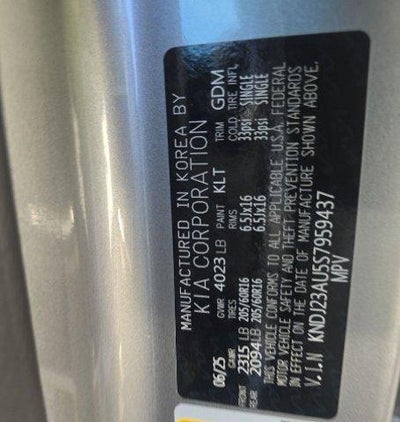 MANUFACTURED IN KOREA BY
KIA CORPORATION
06/25 GVWR 4023 LB PAINT KLT TRIM GDM
GAWR TIRES RIMS COLD TIRE INFL
FRONT 2315 LB 205/60R16 6.5Jx16 33psi SINGLE
REAR 2094 LB 205/60R16 6.5Jx16 33psi SINGLE
THIS VEHICLE CONFORMS TO ALL APPLICABLE U.S.A. FEDERAL
MOTOR VEHICLE SAFETY AND THEFT PREVENTION STANDARDS
IN EFFECT ON THE DATE OF MANUFACTURE SHOWN ABOVE.
V.I.N KNDJ23AU5S7959437
MPV